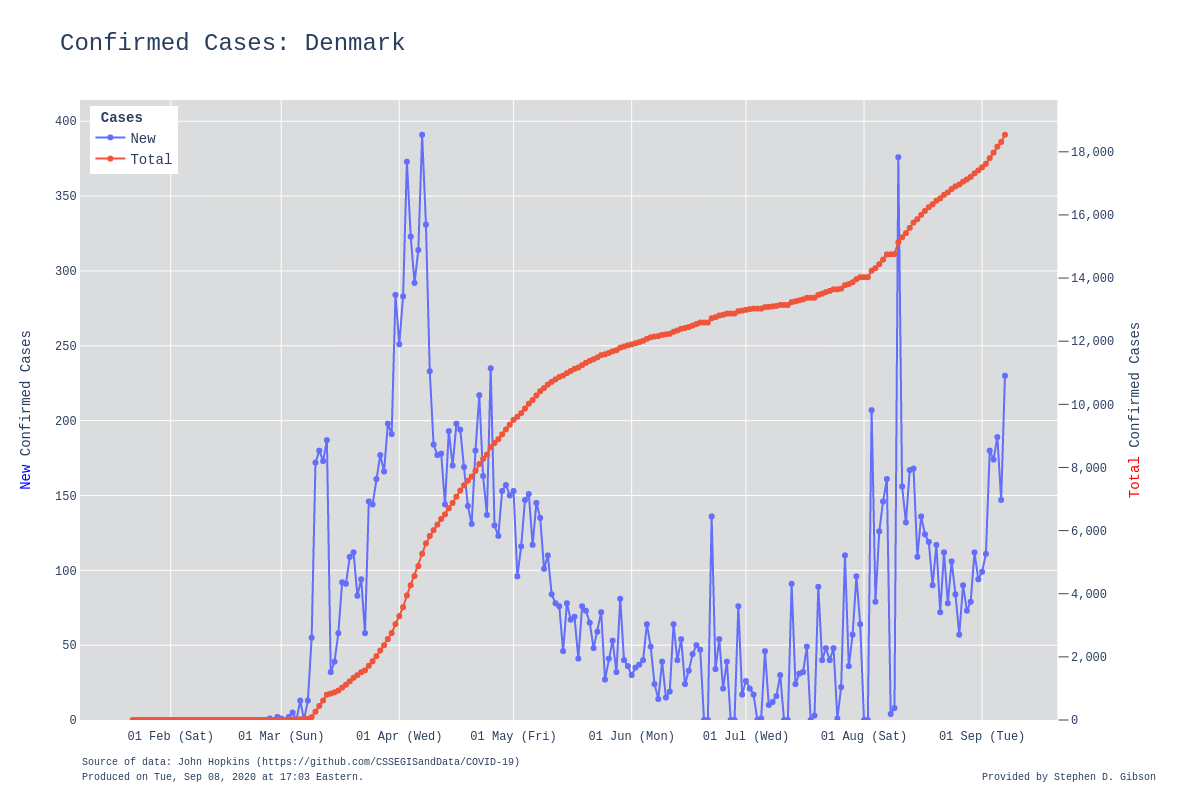 Confirmed Cases: Denmark
Cases
New
Total
400
350
300
250
200
150
100
50
0
18,000
16,000
14,000
12,000
10,000
8,000
6,000
4,000
2,000
0
New Confirmed Cases
Total Confirmed Cases
01 Feb (Sat) 01 Mar (Sun) 01 Apr (Wed) 01 May (Fri) 01 Jun (Mon) 01 Jul (Wed) 01 Aug (Sat) 01 Sep (Tue)
Source of data: John Hopkins (https://github.com/CSSEGISandData/COVID-19)
Produced on Tue, Sep 08, 2020 at 17:03 Eastern.
Provided by Stephen D. Gibson